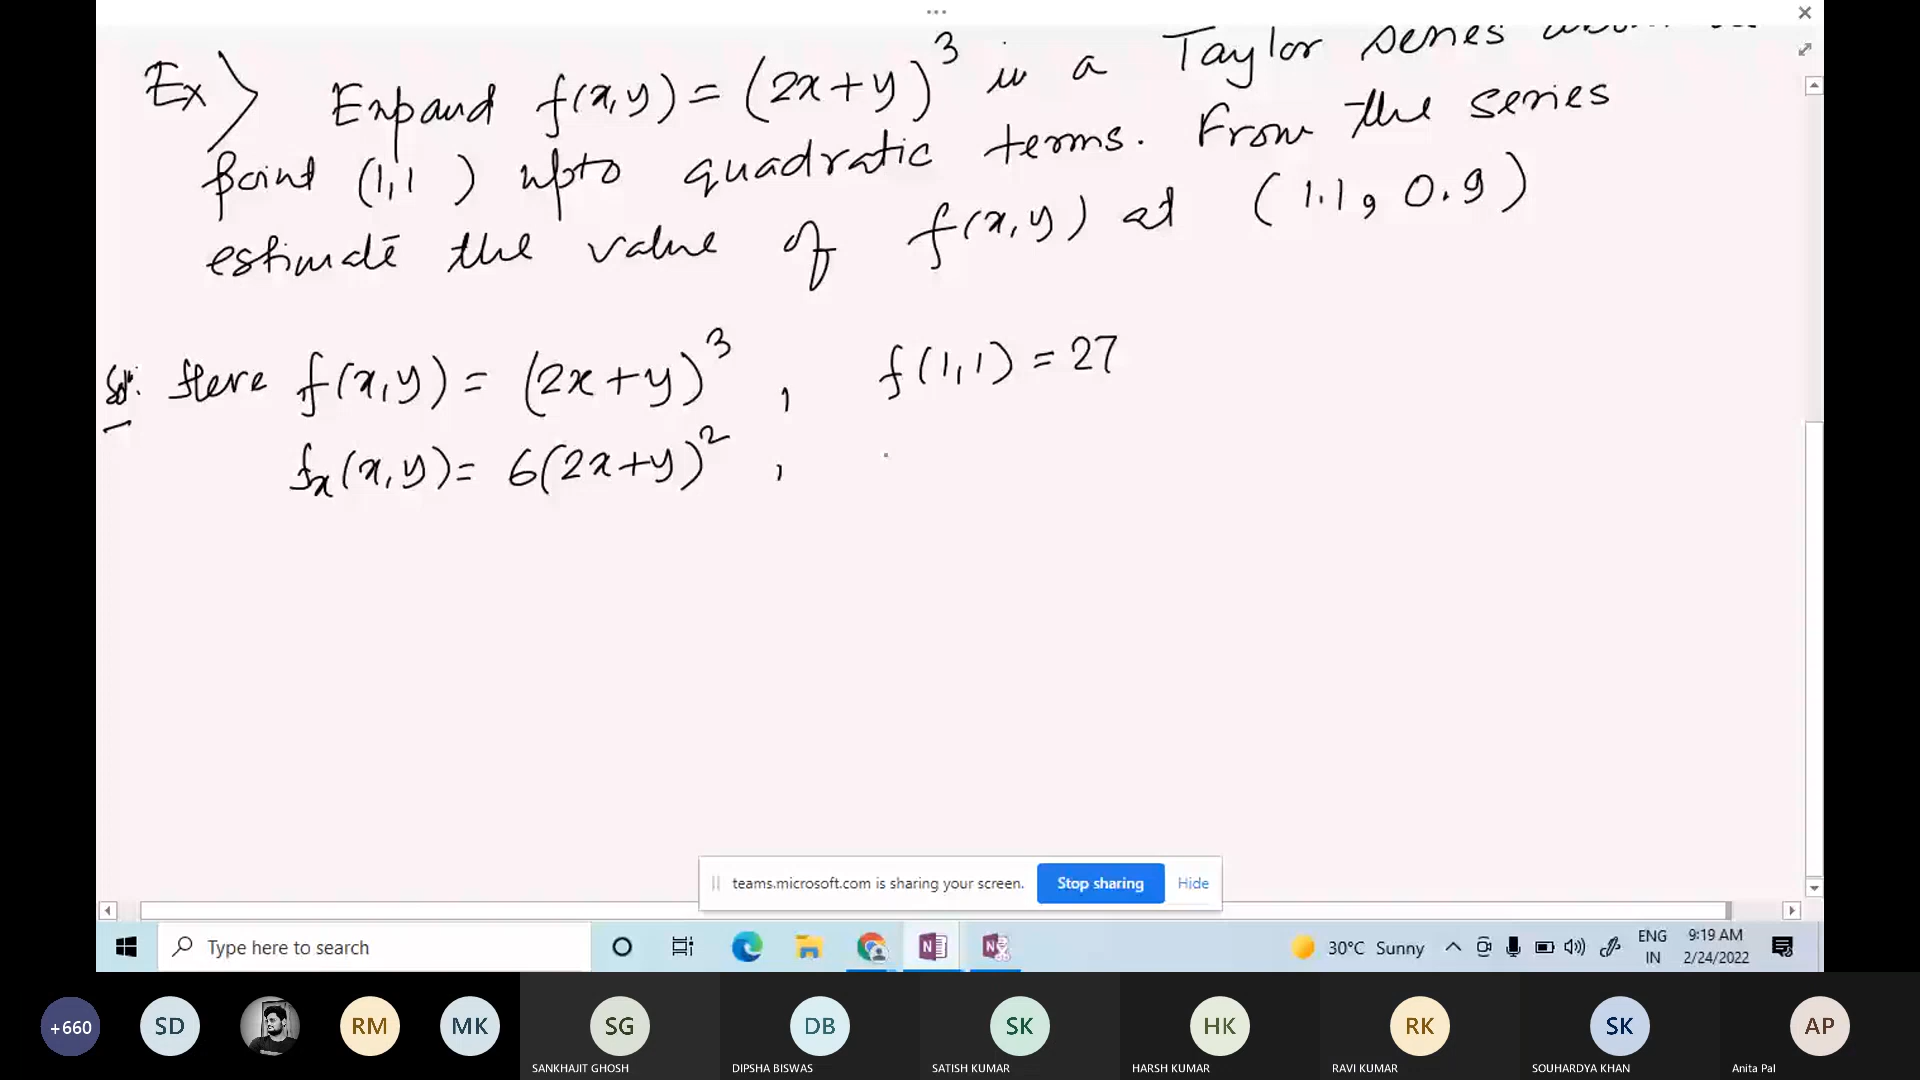 Ex> Expand f(x,y) = (2x+y)³ in a Taylor series
point (1,1) upto quadratic terms. From the series
estimate the value of f(x,y) at (1.1, 0.9)
Solⁿ: Here f(x,y) = (2x+y)³, f(1,1) = 27
fₓ(x,y) = 6(2x+y)²,
teams.microsoft.com is sharing your screen. Stop sharing Hide
Type here to search
30°C Sunny
ENG
IN
9:19 AM
2/24/2022
+660 SD RM MK SG DB SK HK RK SK AP
SANKHAJIT GHOSH DIPSHA BISWAS SATISH KUMAR HARSH KUMAR RAVI KUMAR SOUHARDYA KHAN Anita Pal